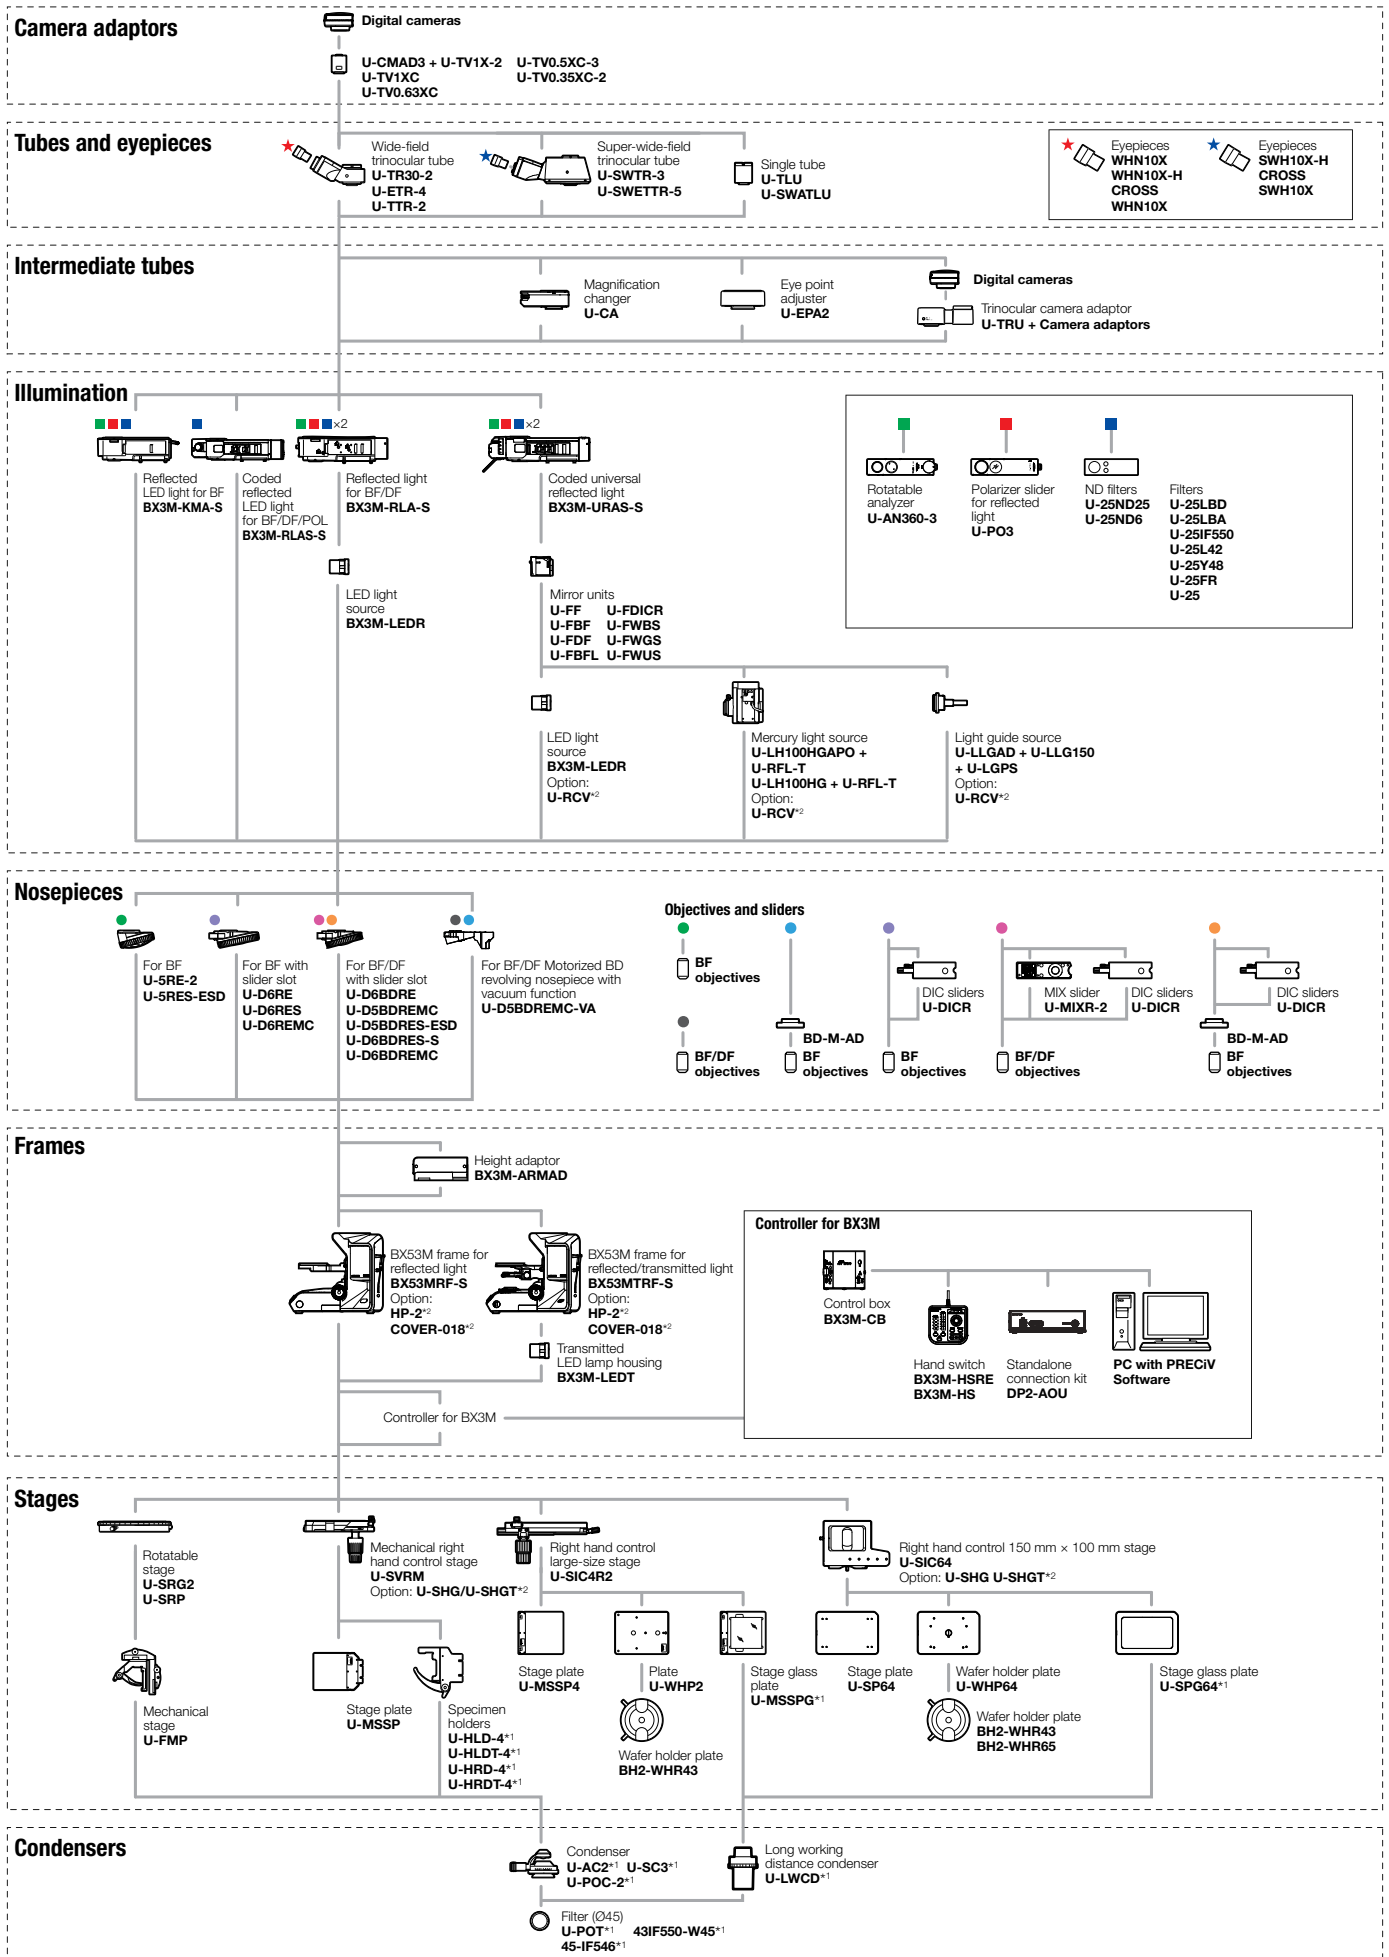 Camera adaptors
Digital cameras
U-CMAD3 + U-TV1X-2
U-TV1XC
U-TV0.63XC
U-TV0.5XC-3
U-TV0.35XC-2
Tubes and eyepieces
Wide-field
trinocular tube
U-TR30-2
U-ETR-4
U-TTR-2
Super-wide-field
trinocular tube
U-SWTR-3
U-SWETTR-5
Single tube
U-TLU
U-SWATLU
Eyepieces
WHN10X
WHN10X-H
CROSS
WHN10X
Eyepieces
SWH10X-H
CROSS
SWH10X
Intermediate tubes
Magnification
changer
U-CA
Eye point
adjuster
U-EPA2
Digital cameras
Trinocular camera adaptor
U-TRU + Camera adaptors
Illumination
×2
×2
Reflected
LED light for BF
BX3M-KMA-S
Coded
reflected
LED light
for BF/DF/POL
BX3M-RLAS-S
Reflected light
for BF/DF
BX3M-RLA-S
LED light
source
BX3M-LEDR
Coded universal
reflected light
BX3M-URAS-S
Mirror units
U-FF U-FDICR
U-FBF U-FWBS
U-FDF U-FWGS
U-FBFL U-FWUS
LED light
source
BX3M-LEDR
Option:
U-RCV*2
Mercury light source
U-LH100HGAPO +
U-RFL-T
U-LH100HG + U-RFL-T
Option:
U-RCV*2
Light guide source
U-LLGAD + U-LLG150
+ U-LGPS
Option:
U-RCV*2
Rotatable
analyzer
U-AN360-3
Polarizer slider
for reflected
light
U-PO3
ND filters
U-25ND25
U-25ND6
Filters
U-25LBD
U-25LBA
U-25IF550
U-25L42
U-25Y48
U-25FR
U-25
Nosepieces
For BF
U-5RE-2
U-5RES-ESD
For BF with
slider slot
U-D6RE
U-D6RES
U-D6REMC
For BF/DF
with slider slot
U-D6BDRE
U-D5BDREMC
U-D5BDRES-ESD
U-D6BDRES-S
U-D6BDREMC
For BF/DF Motorized BD
revolving nosepiece with
vacuum function
U-D5BDREMC-VA
Objectives and sliders
BF
objectives
BF/DF
objectives
BD-M-AD
BF
objectives
DIC sliders
U-DICR
BF
objectives
MIX slider
U-MIXR-2
DIC sliders
U-DICR
BF/DF
objectives
DIC sliders
U-DICR
BD-M-AD
BF
objectives
Frames
Height adaptor
BX3M-ARMAD
BX53M frame for
reflected light
BX53MRF-S
Option:
HP-2*2
COVER-018*2
BX53M frame for
reflected/transmitted light
BX53MTRF-S
Option:
HP-2*2
COVER-018*2
Transmitted
LED lamp housing
BX3M-LEDT
Controller for BX3M
Controller for BX3M
Control box
BX3M-CB
Hand switch
BX3M-HSRE
BX3M-HS
Standalone
connection kit
DP2-AOU
PC with PRECiV
Software
Stages
Rotatable
stage
U-SRG2
U-SRP
Mechanical
stage
U-FMP
Mechanical right
hand control stage
U-SVRM
Option: U-SHG/U-SHGT*2
Stage plate
U-MSSP
Specimen
holders
U-HLD-4*1
U-HLDT-4*1
U-HRD-4*1
U-HRDT-4*1
Right hand control
large-size stage
U-SIC4R2
Stage plate
U-MSSP4
Plate
U-WHP2
Wafer holder plate
BH2-WHR43
Stage glass
plate
U-MSSPG*1
Right hand control 150 mm × 100 mm stage
U-SIC64
Option: U-SHG U-SHGT*2
Stage plate
U-SP64
Wafer holder plate
U-WHP64
Wafer holder plate
BH2-WHR43
BH2-WHR65
Stage glass plate
U-SPG64*1
Condensers
Condenser
U-AC2*1 U-SC3*1
U-POC-2*1
Long working
distance condenser
U-LWCD*1
Filter (Ø45)
U-POT*1 43IF550-W45*1
45-IF546*1